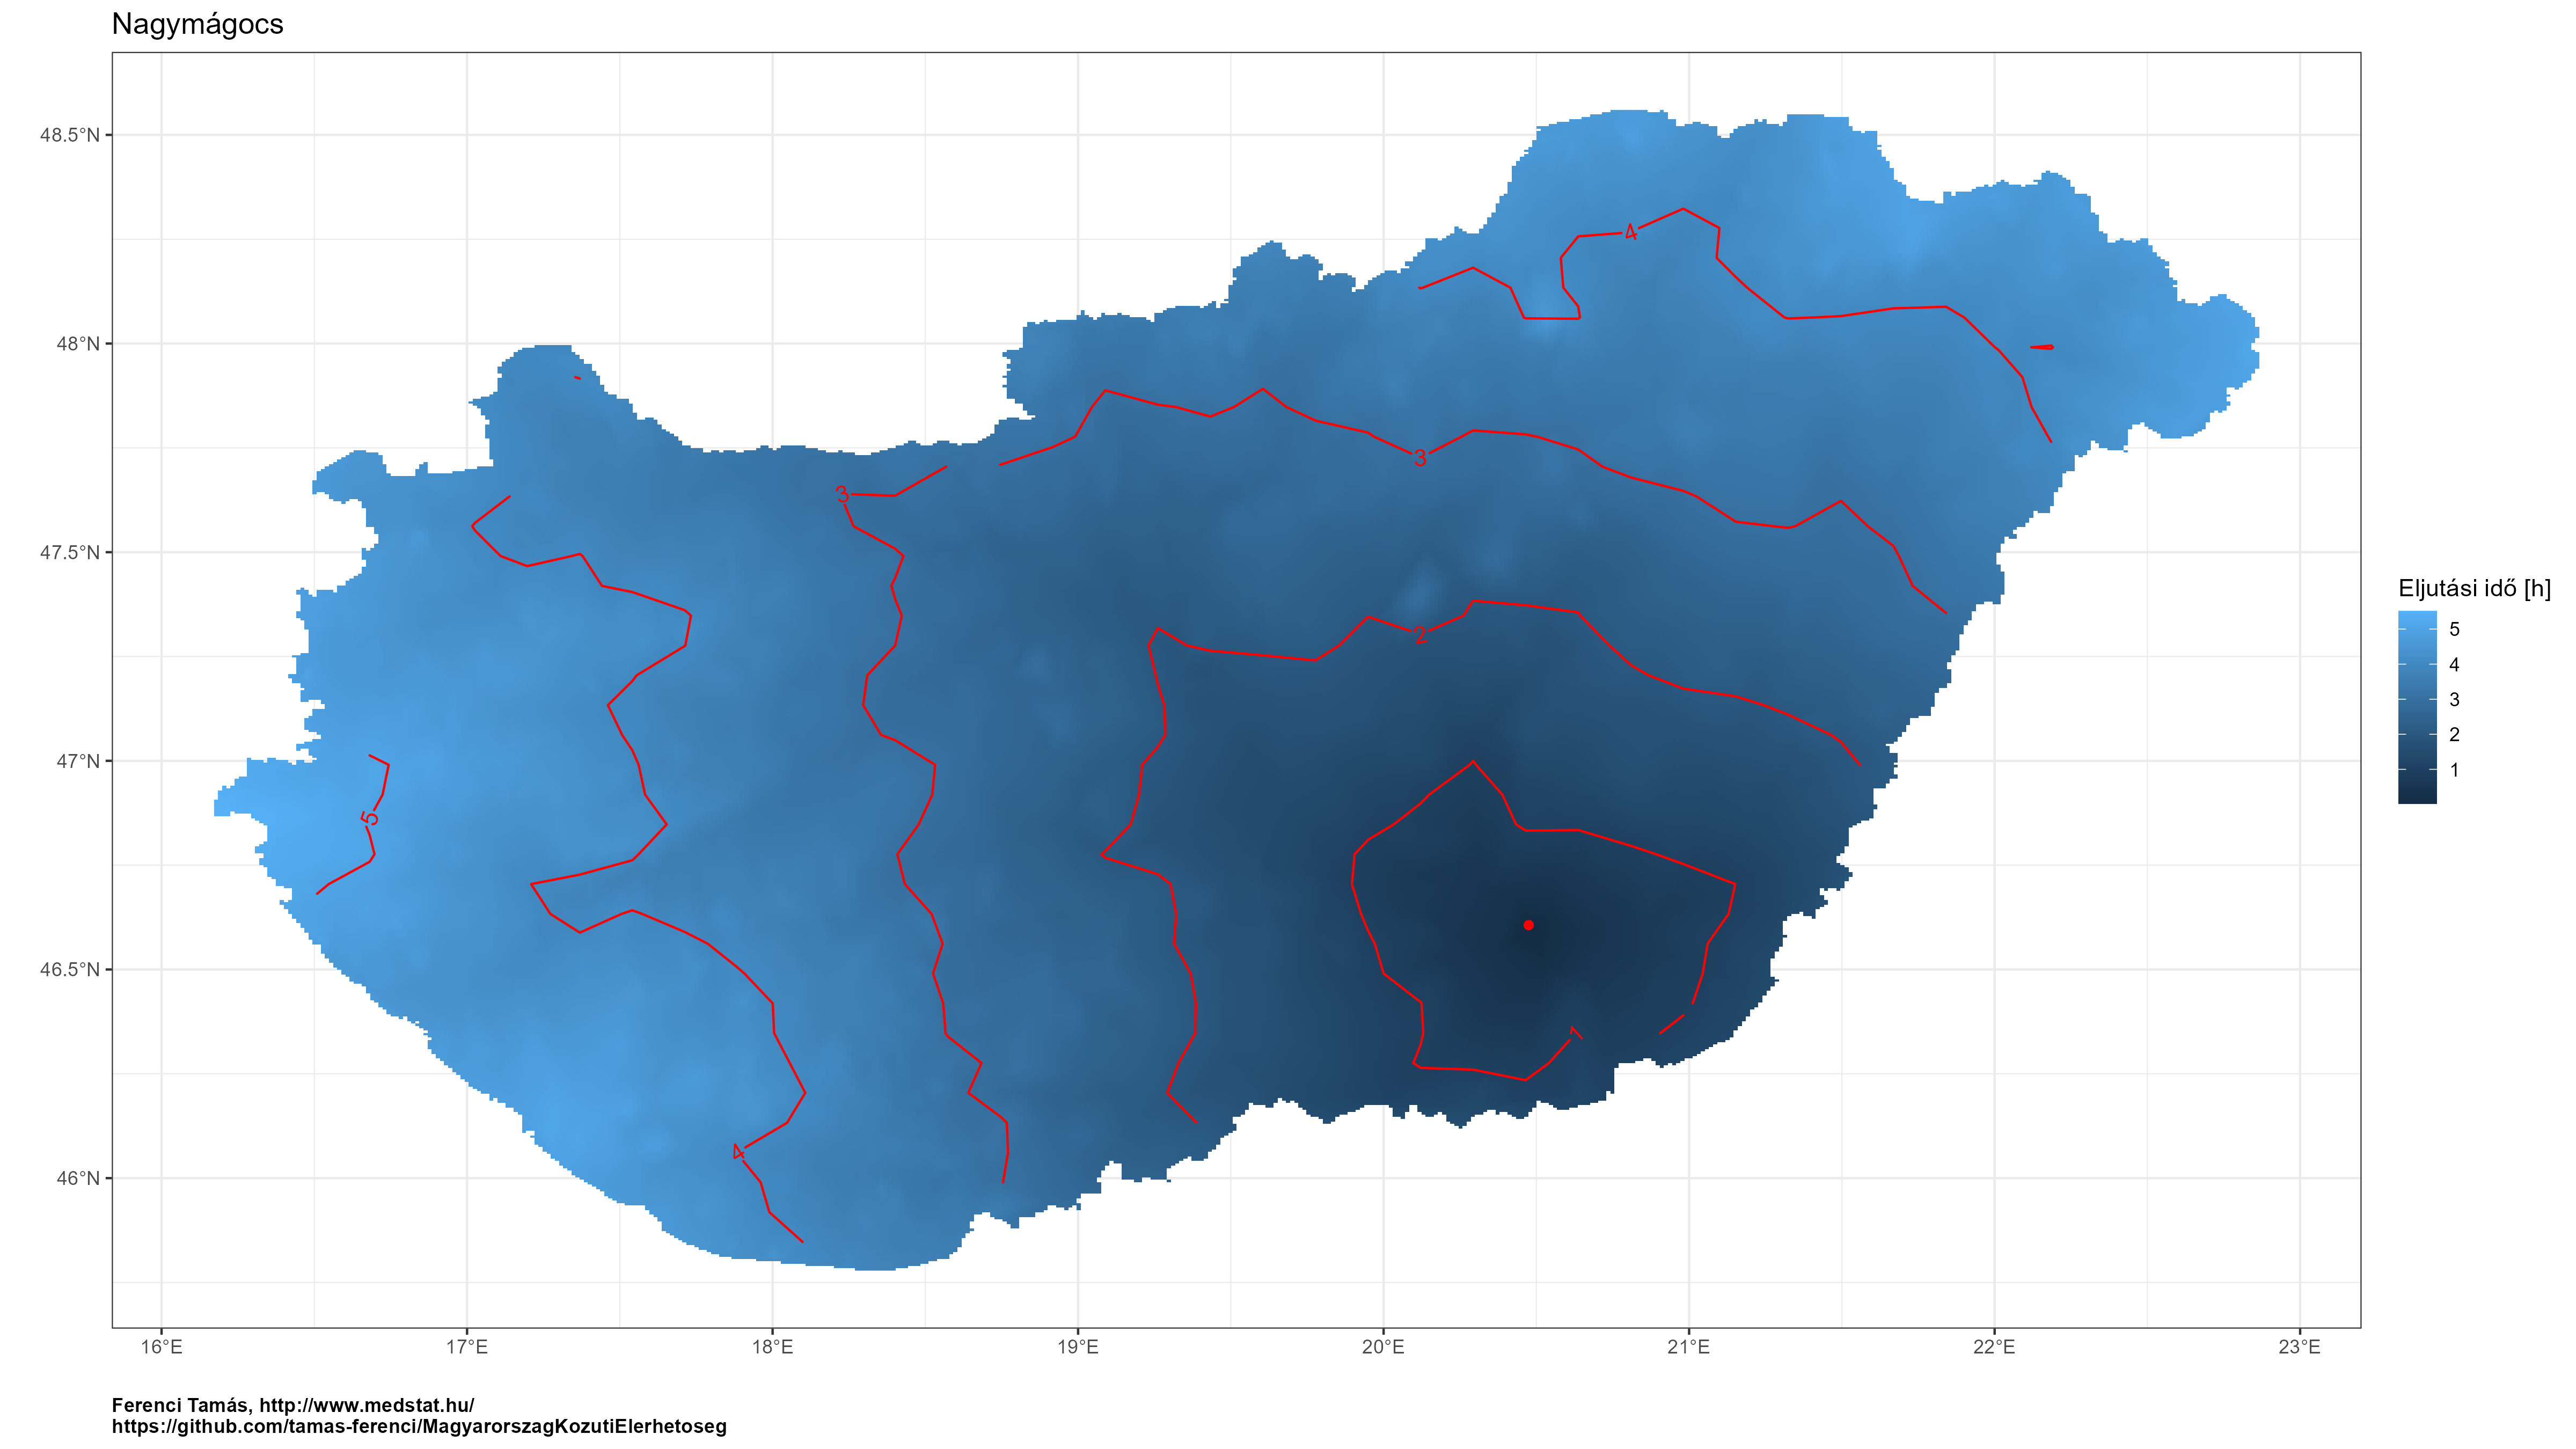 Nagymágocs
48.5°N
48°N
47.5°N
47°N
46.5°N
46°N
16°E
17°E
18°E
19°E
20°E
21°E
22°E
23°E
4
3
3
2
5
1
4
Eljutási idő [h]
5
4
3
2
1
Ferenci Tamás, http://www.medstat.hu/
https://github.com/tamas-ferenci/MagyarorszagKozutiElerhetoseg